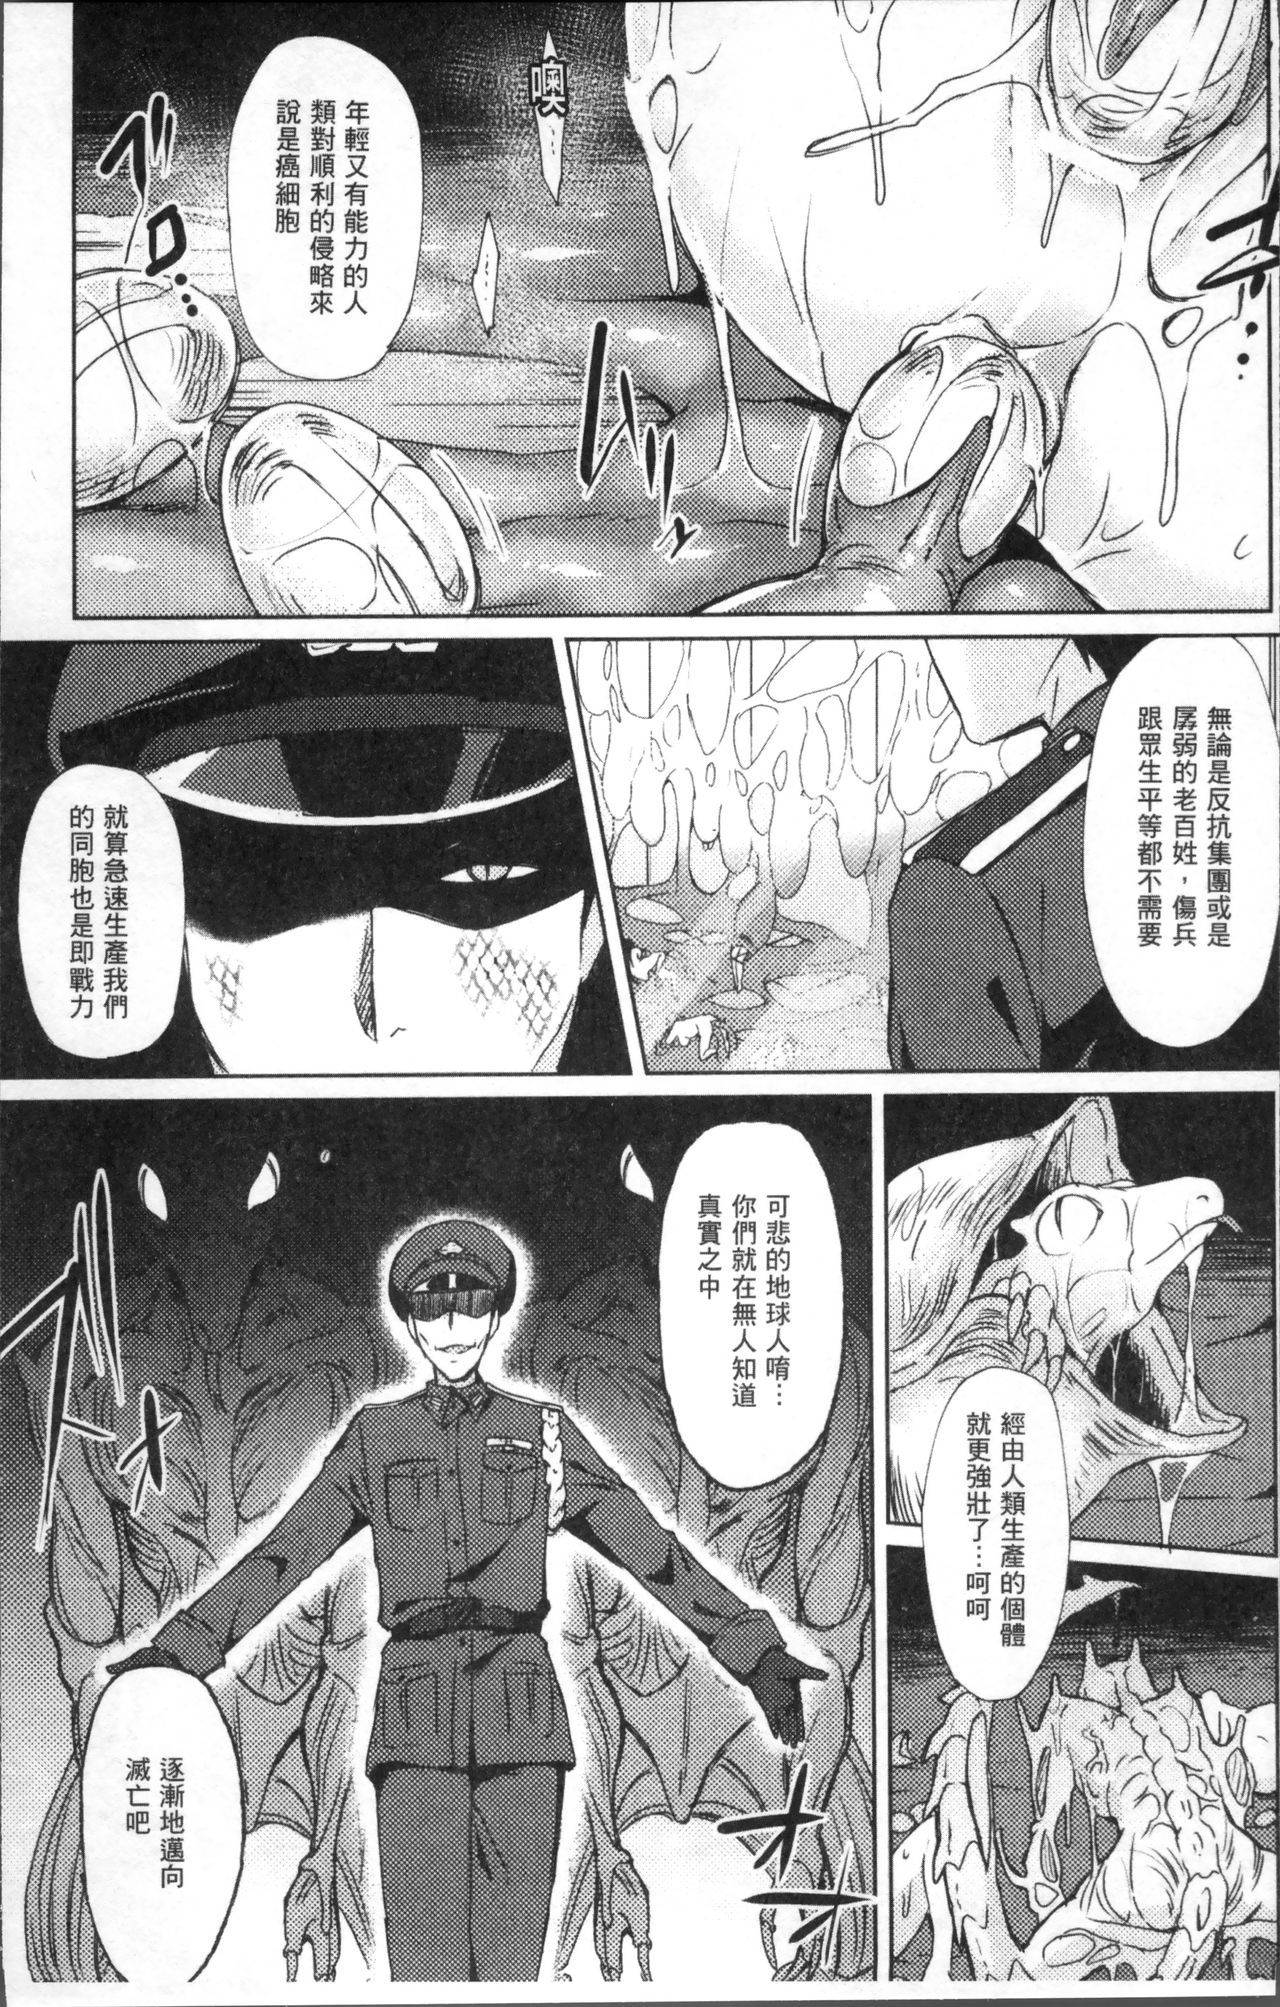 噢
年輕又有能力的人
類對順利的侵略來
說是癌細胞
ズ
ロ…
ズルッ
無論是反抗集團或是
孱弱的老百姓，傷兵
跟眾生平等都不需要
就算急速生產我們
的同胞也是即戰力
經由人類生產的個體
就更強壯了…呵呵
可悲的地球人唷…
你們就在無人知道
真實之中
逐漸地邁向
滅亡吧